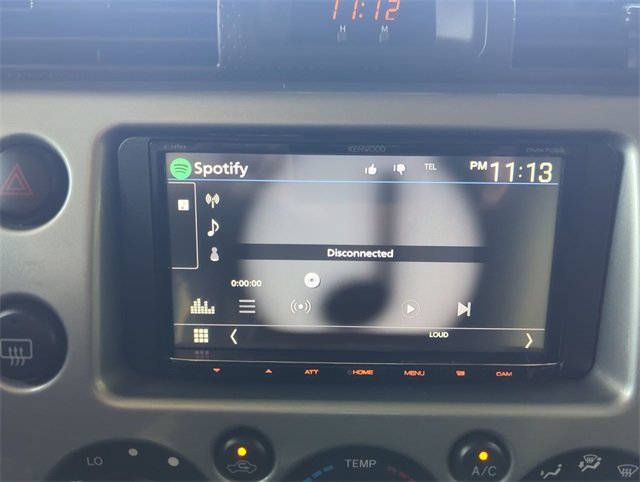 11:12
H M
KENWOOD
Spotify TEL PM 11:13
Disconnected
0:00:00
LOUD
ATT HOME MENU CAM
LO TEMP A/C